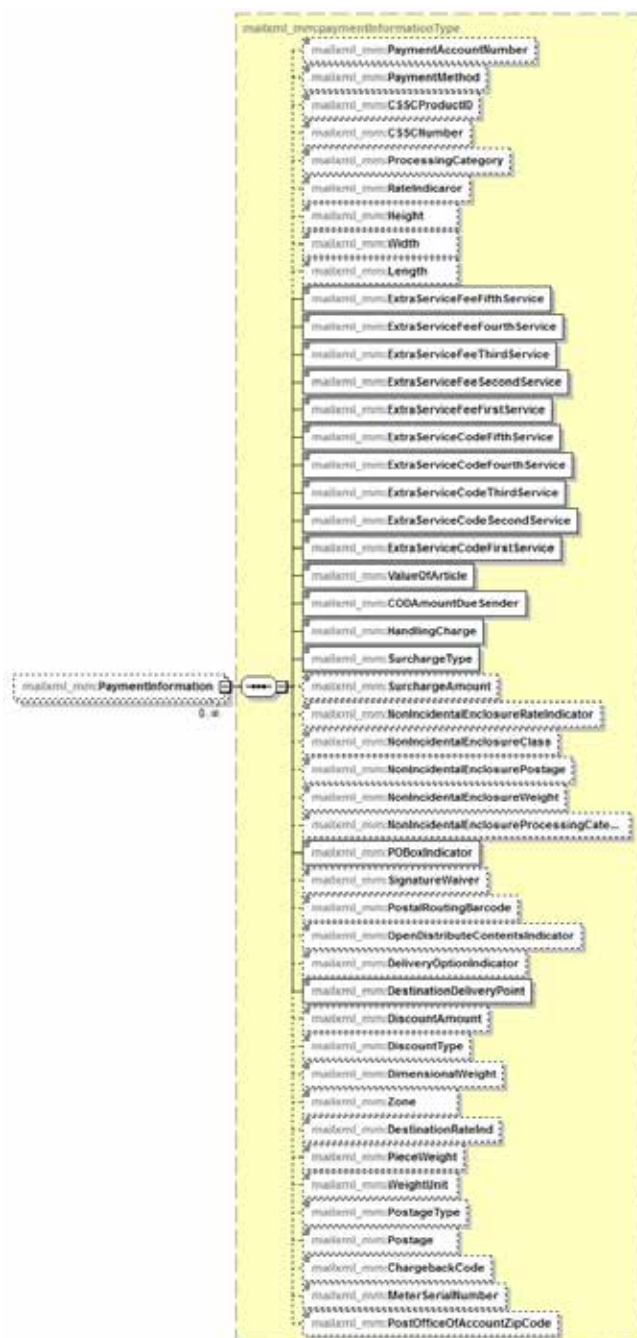 mailxml_mm:paymentInformationType
mailxml_mm:PaymentAccountNumber
mailxml_mm:PaymentMethod
mailxml_mm:CSSCProductID
mailxml_mm:CSSCNumber
mailxml_mm:ProcessingCategory
mailxml_mm:RateIndicaror
mailxml_mm:Height
mailxml_mm:Width
mailxml_mm:Length
mailxml_mm:ExtraServiceFeeFifthService
mailxml_mm:ExtraServiceFeeFourthService
mailxml_mm:ExtraServiceFeeThirdService
mailxml_mm:ExtraServiceFeeSecondService
mailxml_mm:ExtraServiceFeeFirstService
mailxml_mm:ExtraServiceCodeFifthService
mailxml_mm:ExtraServiceCodeFourthService
mailxml_mm:ExtraServiceCodeThirdService
mailxml_mm:ExtraServiceCodeSecondService
mailxml_mm:ExtraServiceCodeFirstService
mailxml_mm:ValueOfArticle
mailxml_mm:CODAmountDueSender
mailxml_mm:HandlingCharge
mailxml_mm:SurchargeType
mailxml_mm:PaymentInformation
0..∞
mailxml_mm:SurchargeAmount
mailxml_mm:NonIncidentalEnclosureRateIndicator
mailxml_mm:NonIncidentalEnclosureClass
mailxml_mm:NonIncidentalEnclosurePostage
mailxml_mm:NonIncidentalEnclosureWeight
mailxml_mm:NonIncidentalEnclosureProcessingCate...
mailxml_mm:POBoxIndicator
mailxml_mm:SignatureWaiver
mailxml_mm:PostalRoutingBarcode
mailxml_mm:OpenDistributeContentsIndicator
mailxml_mm:DeliveryOptionIndicator
mailxml_mm:DestinationDeliveryPoint
mailxml_mm:DiscountAmount
mailxml_mm:DiscountType
mailxml_mm:DimensionalWeight
mailxml_mm:Zone
mailxml_mm:DestinationRateInd
mailxml_mm:PieceWeight
mailxml_mm:WeightUnit
mailxml_mm:PostageType
mailxml_mm:Postage
mailxml_mm:ChargebackCode
mailxml_mm:MeterSerialNumber
mailxml_mm:PostOfficeOfAccountZipCode